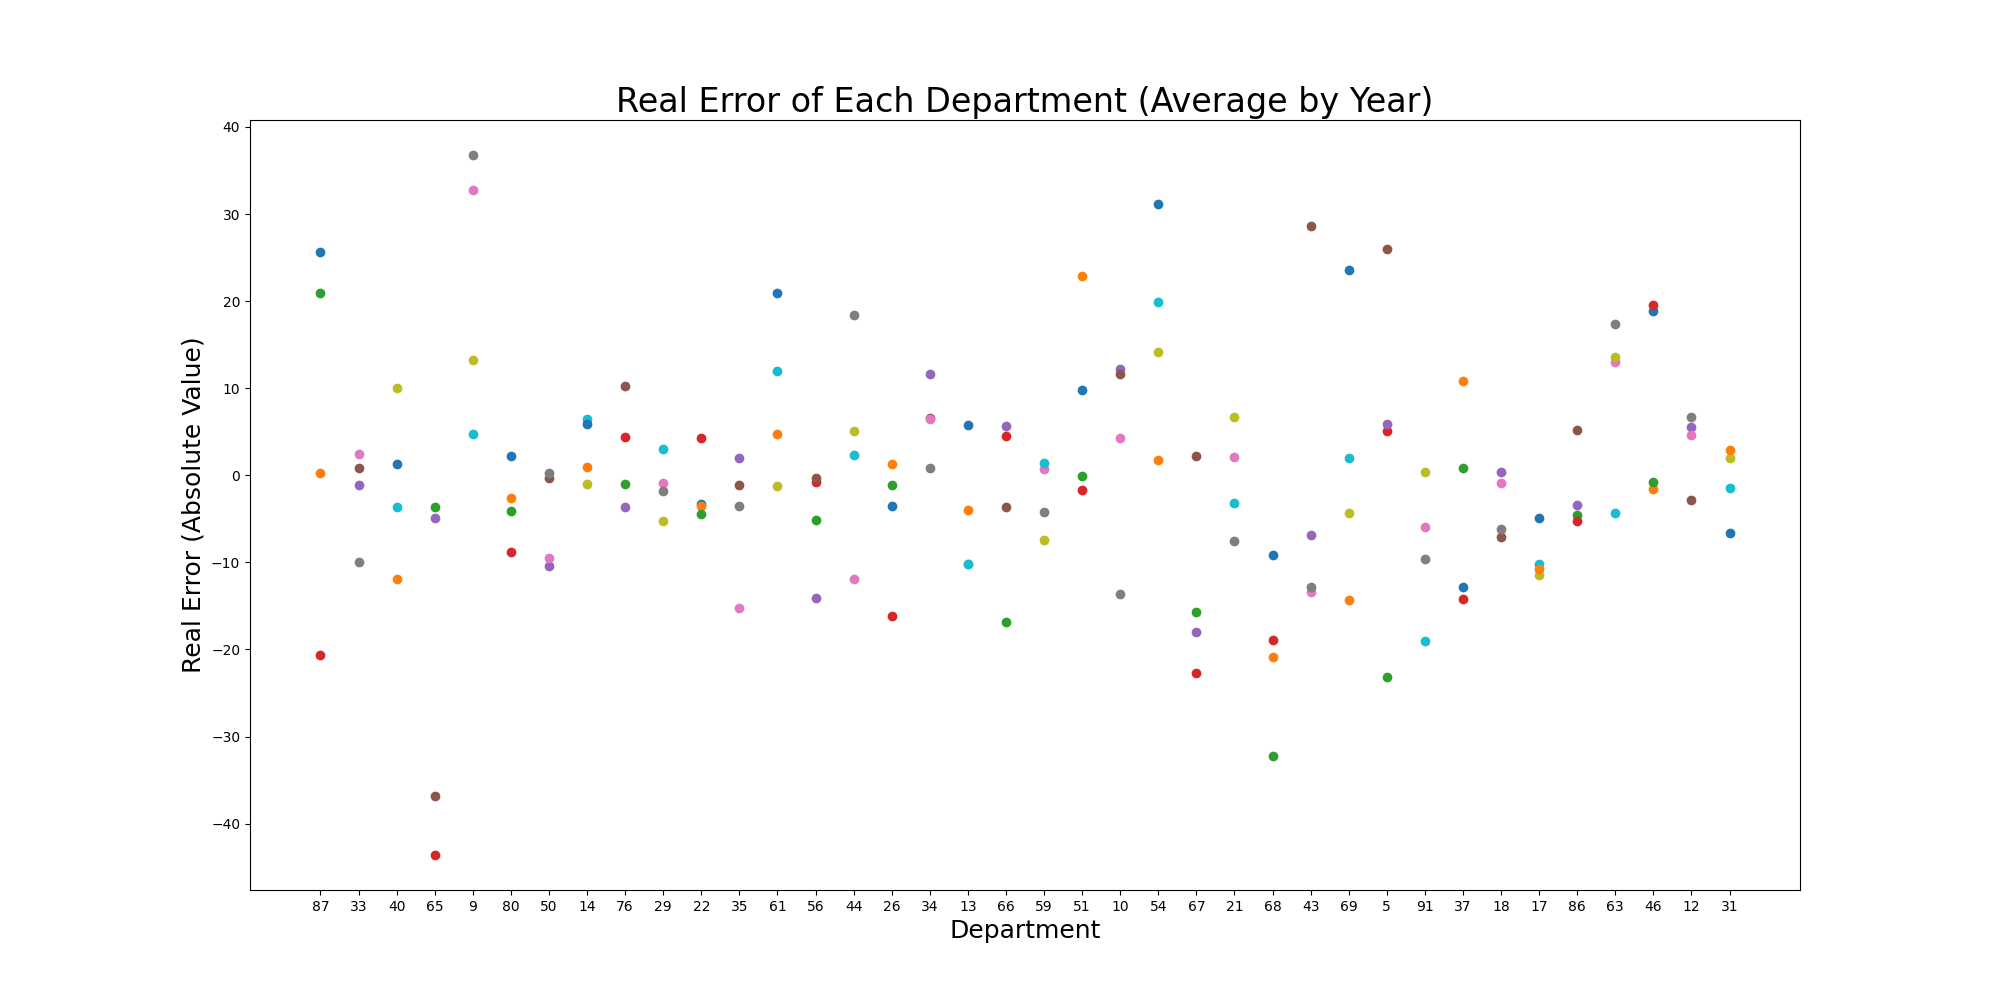 Real Error of Each Department (Average by Year)
40
30
20
10
0
−10
−20
−30
−40
Real Error (Absolute Value)
87 33 40 65 9 80 50 14 76 29 22 35 61 56 44 26 34 13 66 59 51 10 54 67 21 68 43 69 5 91 37 18 17 86 63 46 12 31
Department